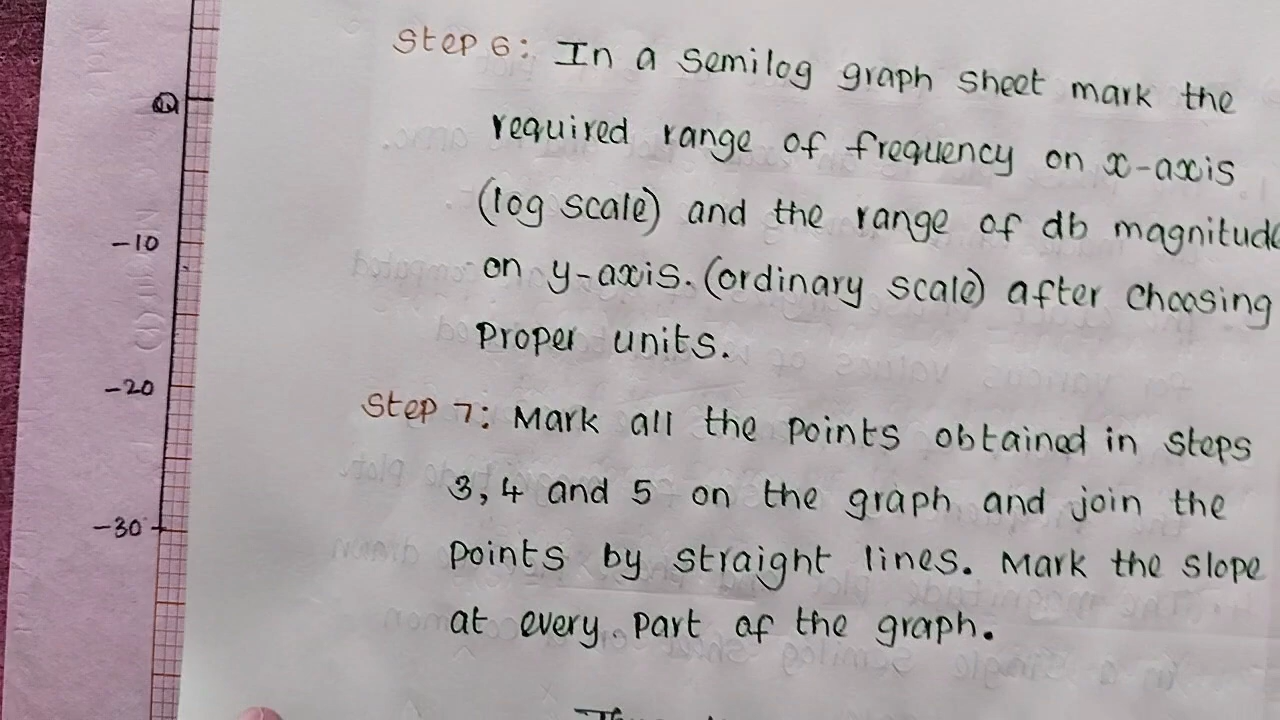 Step 6: In a semilog graph sheet mark the
required range of frequency on x-axis
(log scale) and the range of db magnitude
on y-axis. (ordinary scale) after choosing
proper units.
Step 7: Mark all the points obtained in steps
3, 4 and 5 on the graph and join the
points by straight lines. Mark the slope
at every part of the graph.
-10
-20
-30